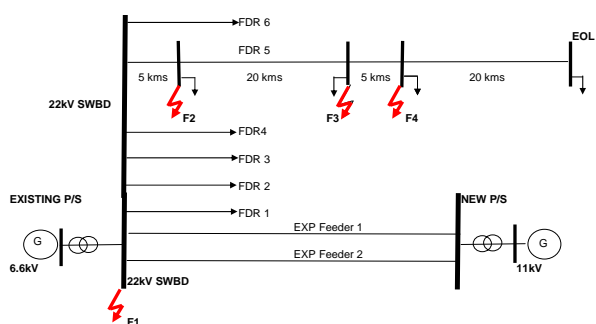 FDR 6
EOL
FDR 5
5 kms
20 kms
5 kms
20 kms
22kV SWBD
F2
F3
F4
FDR4
FDR 3
FDR 2
EXISTING P/S
NEW P/S
FDR 1
EXP Feeder 1
G
G
EXP Feeder 2
6.6kV
11kV
22kV SWBD
F1